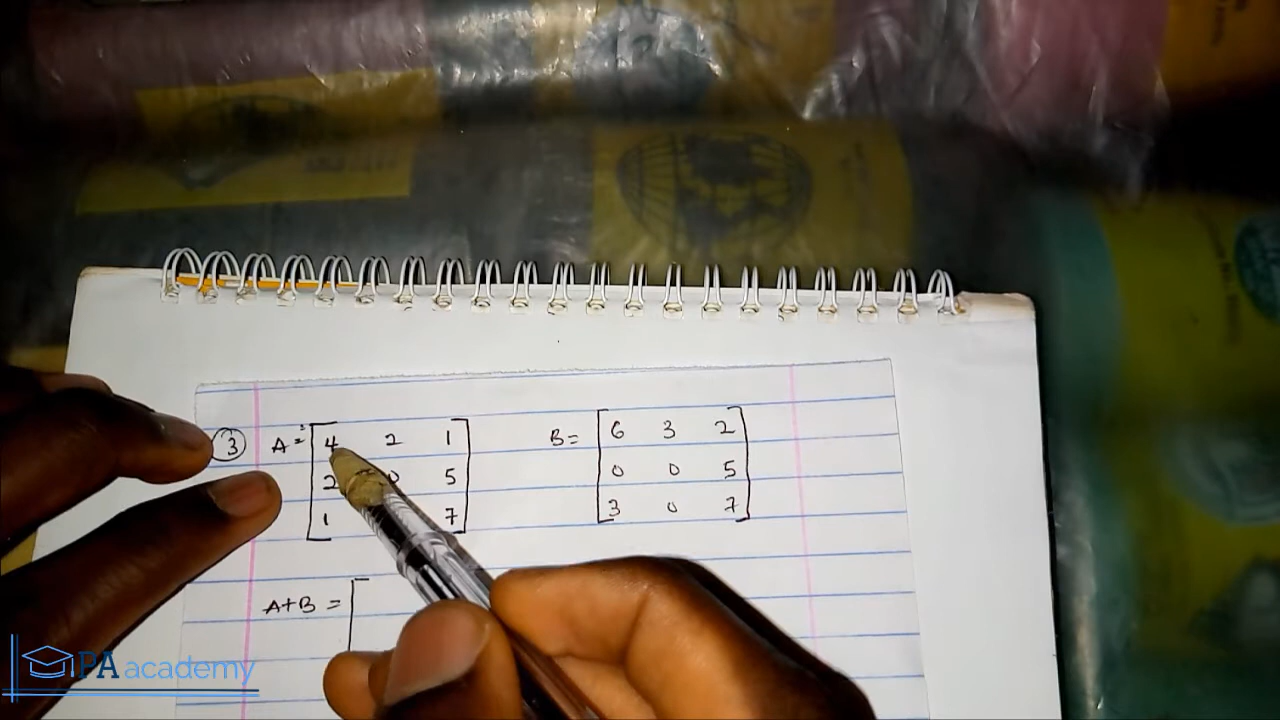 ③ A = [4 2 1 B = [6 3 2]
2 0 5] 0 0 5
1 7 3 0 7
A+B = [
PA academy